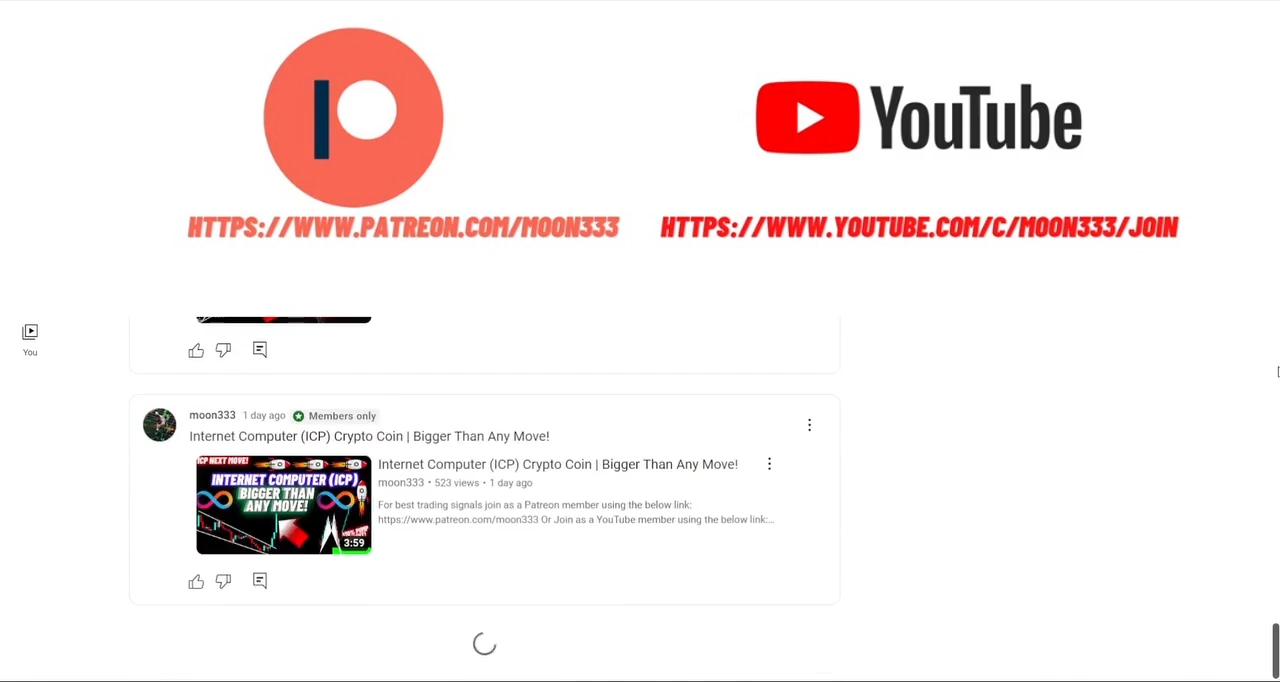 YouTube
HTTPS://WWW.PATREON.COM/MOON333
HTTPS://WWW.YOUTUBE.COM/C/MOON333/JOIN
You
moon333 1 day ago Members only
Internet Computer (ICP) Crypto Coin | Bigger Than Any Move!
ICP NEXT MOVE!
INTERNET COMPUTER (ICP)
BIGGER THAN
ANY MOVE!
3:59
Internet Computer (ICP) Crypto Coin | Bigger Than Any Move!
moon333 • 523 views • 1 day ago
For best trading signals join as a Patreon member using the below link:
https://www.patreon.com/moon333 Or Join as a YouTube member using the below link:...